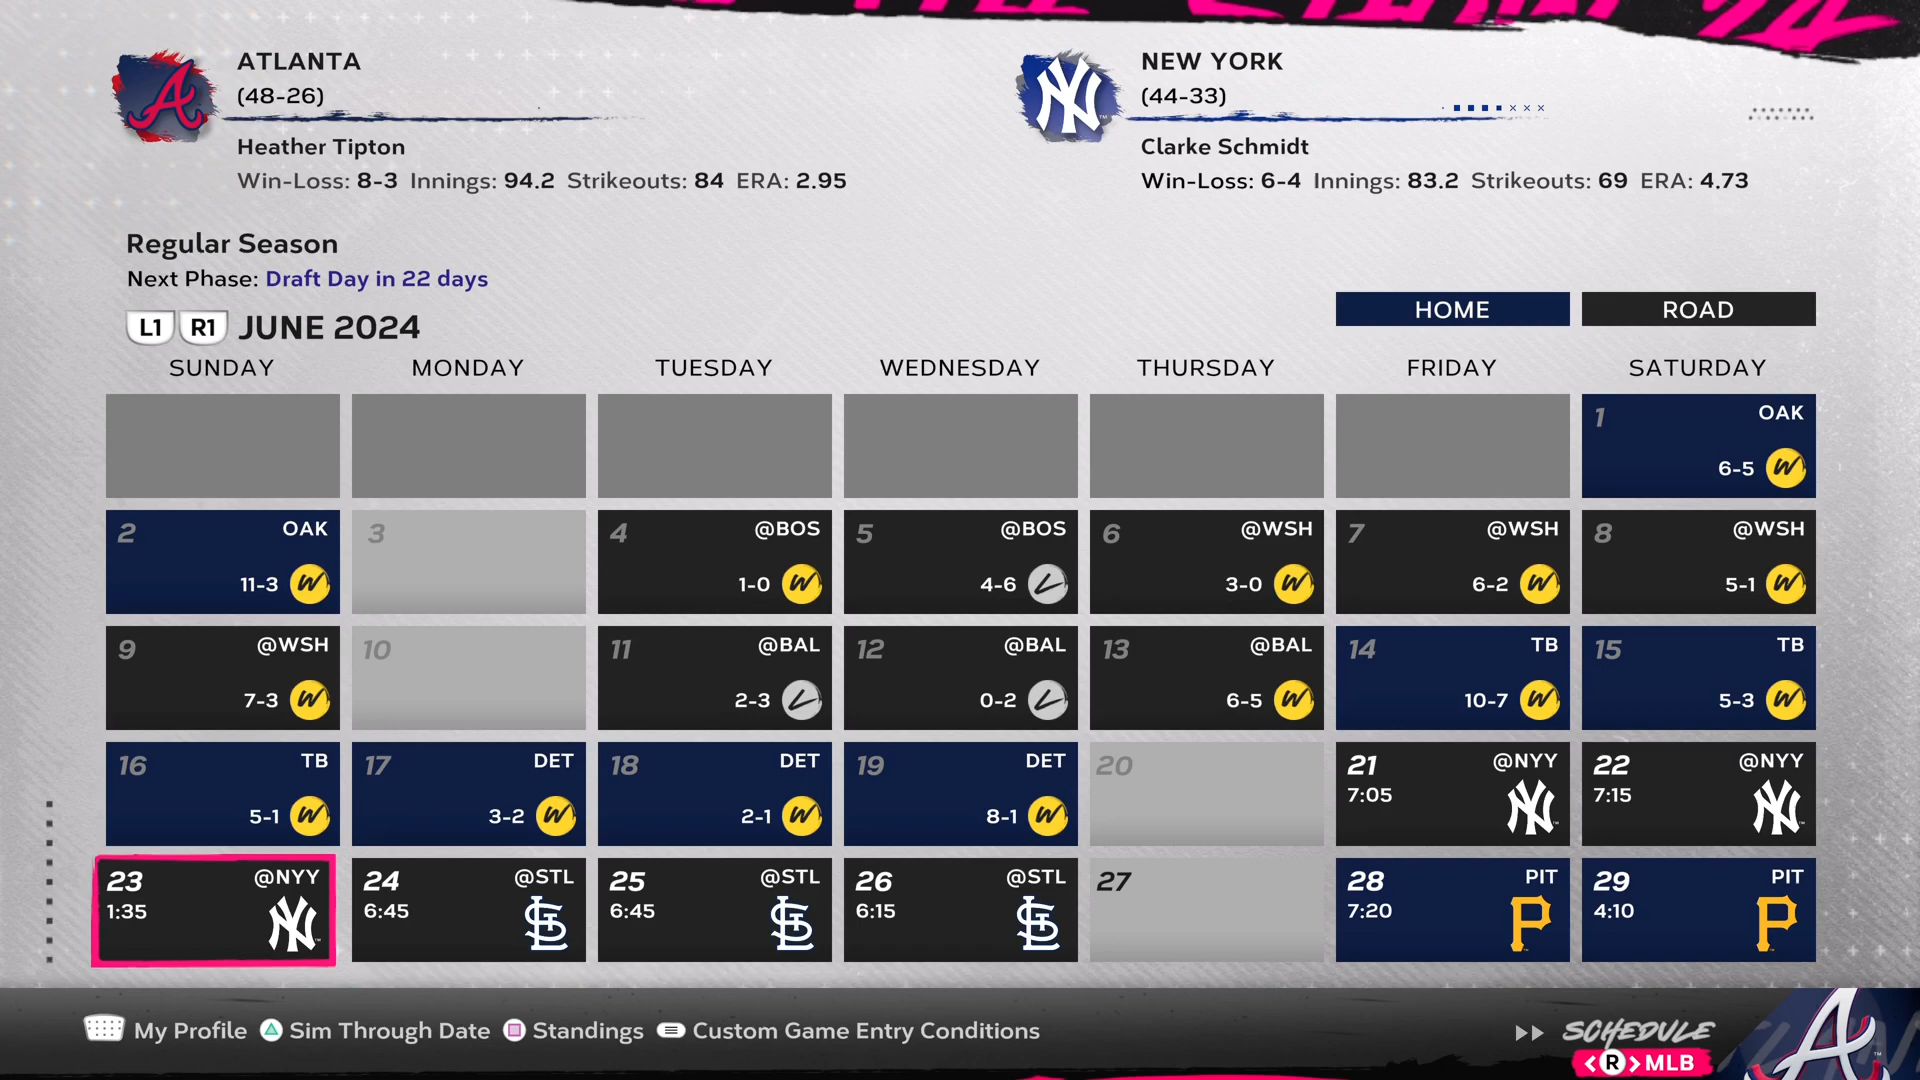 ATLANTA
(48-26)
Heather Tipton
Win-Loss: 8-3 Innings: 94.2 Strikeouts: 84 ERA: 2.95
NEW YORK
(44-33)
Clarke Schmidt
Win-Loss: 6-4 Innings: 83.2 Strikeouts: 69 ERA: 4.73
Regular Season
Next Phase: Draft Day in 22 days
L1 R1 JUNE 2024
HOME ROAD
SUNDAY MONDAY TUESDAY WEDNESDAY THURSDAY FRIDAY SATURDAY
1 OAK
6-5 W
2 OAK 3 4 @BOS 5 @BOS 6 @WSH 7 @WSH 8 @WSH
11-3 W 1-0 W 4-6 L 3-0 W 6-2 W 5-1 W
9 @WSH 10 11 @BAL 12 @BAL 13 @BAL 14 TB 15 TB
7-3 W 2-3 L 0-2 L 6-5 W 10-7 W 5-3 W
16 TB 17 DET 18 DET 19 DET 20 21 @NYY 22 @NYY
5-1 W 3-2 W 2-1 W 8-1 W 7:05 NY 7:15 NY
23 @NYY 24 @STL 25 @STL 26 @STL 27 28 PIT 29 PIT
1:35 NY 6:45 STL 6:45 STL 6:15 STL 7:20 P 4:10 P
My Profile Sim Through Date Standings Custom Game Entry Conditions
SCHEDULE
R MLB